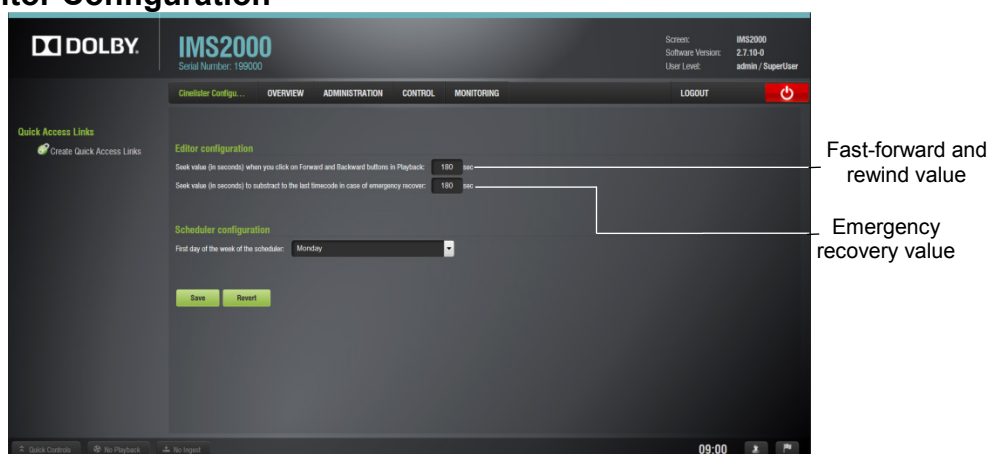 itor Configuration
DOLBY
IMS2000
Serial Number: 199000
Screen: IMS2000
Software Version: 2.7.10-0
User Level: admin / SuperUser
Cinelister Configu... OVERVIEW ADMINISTRATION CONTROL MONITORING LOGOUT
Quick Access Links
Create Quick Access Links
Editor configuration
Seek value (in seconds) when you click on Forward and Backward buttons in Playback: 180 sec
Seek value (in seconds) to substract to the last timecode in case of emergency recover: 180 sec
Scheduler configuration
First day of the week of the scheduler: Monday
Save Revert
Fast-forward and
rewind value
Emergency
recovery value
Quick Controls No Playback No Ingest 09:00